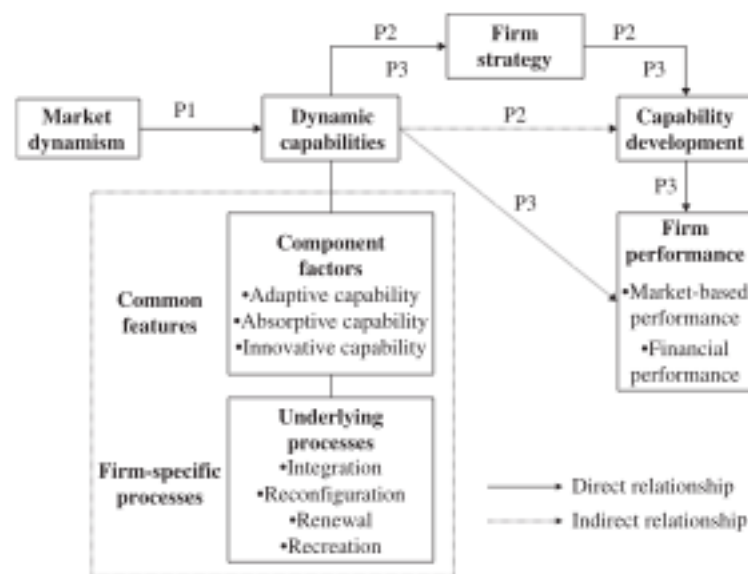 P2
Firm
strategy
P2
P3
P3
Market
dynamism
P1
Dynamic
capabilities
P2
Capability
development
P3
P3
Component
factors
•Adaptive capability
•Absorptive capability
•Innovative capability
Common
features
Firm
performance
•Market-based
performance
•Financial
performance
Underlying
processes
•Integration
•Reconfiguration
•Renewal
•Recreation
Firm-specific
processes
Direct relationship
Indirect relationship